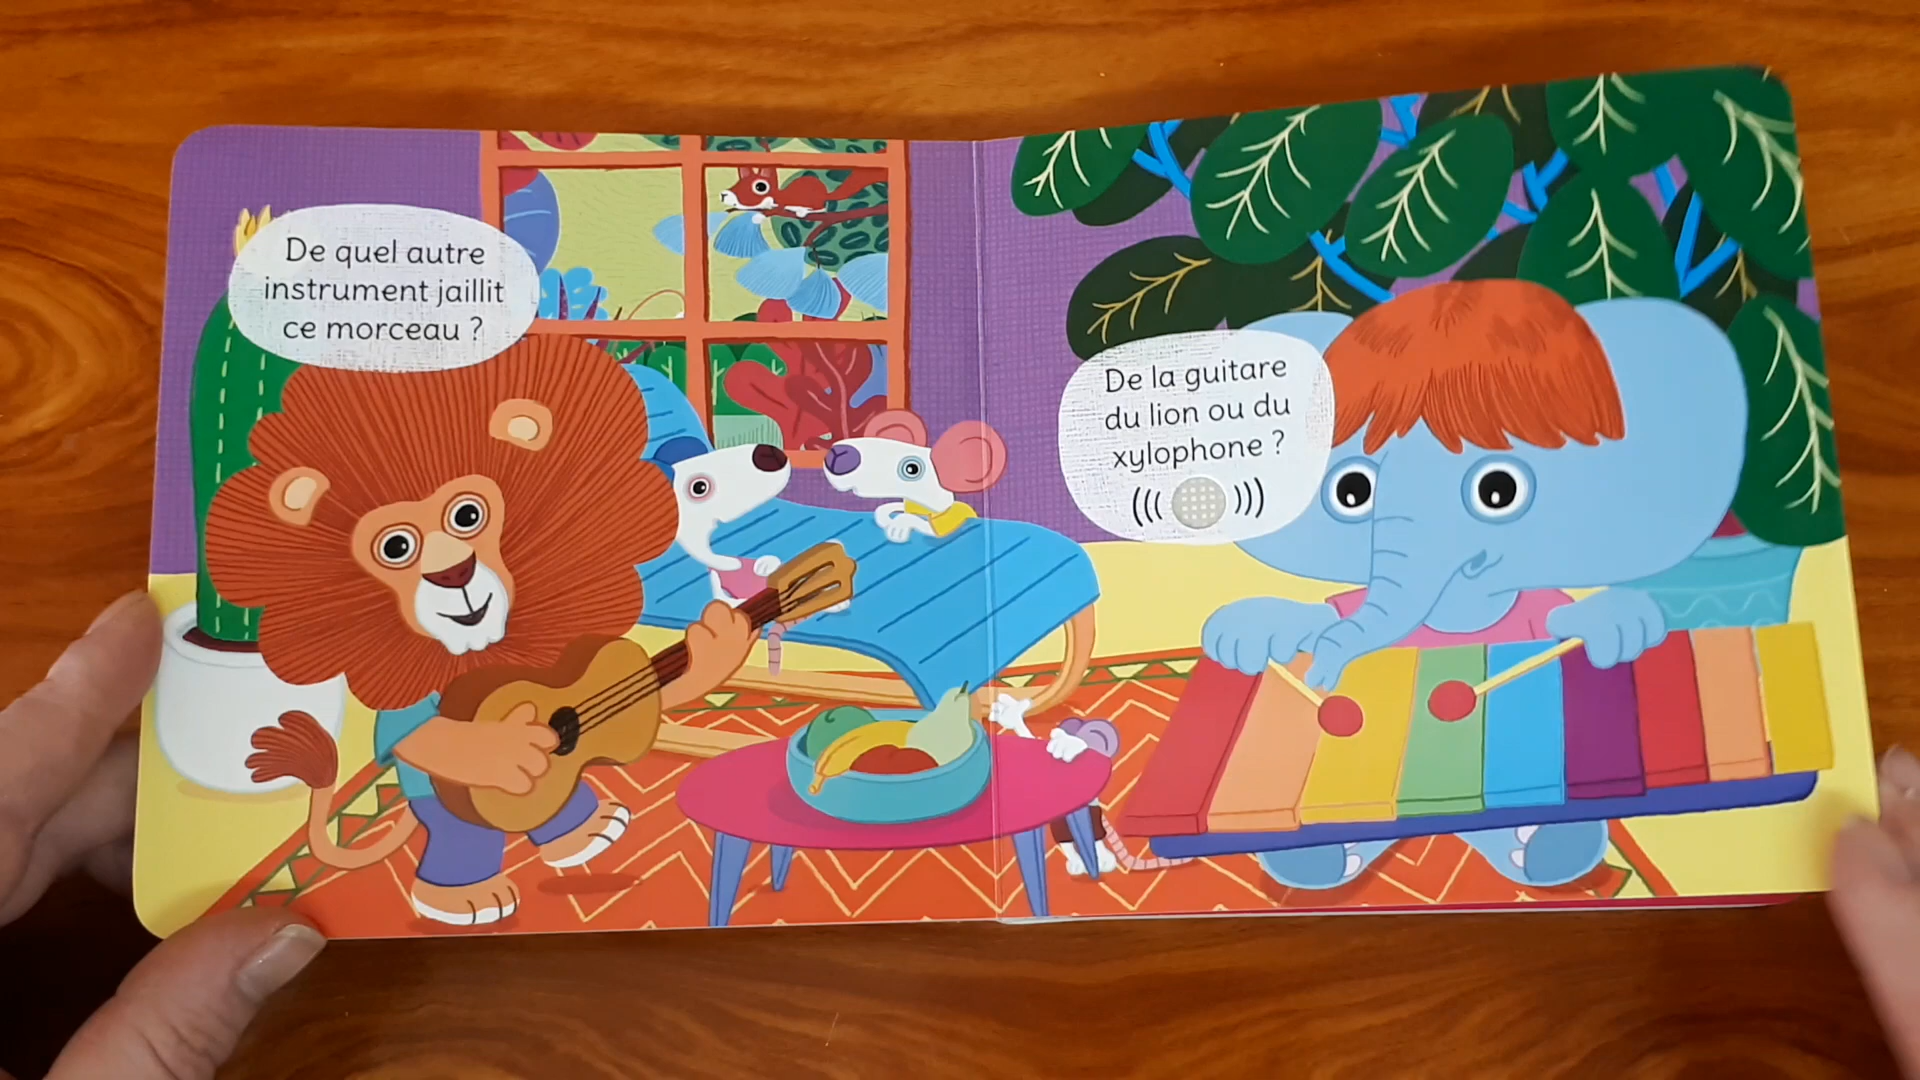 De quel autre
instrument jaillit
ce morceau ?
De la guitare
du lion ou du
xylophone ?